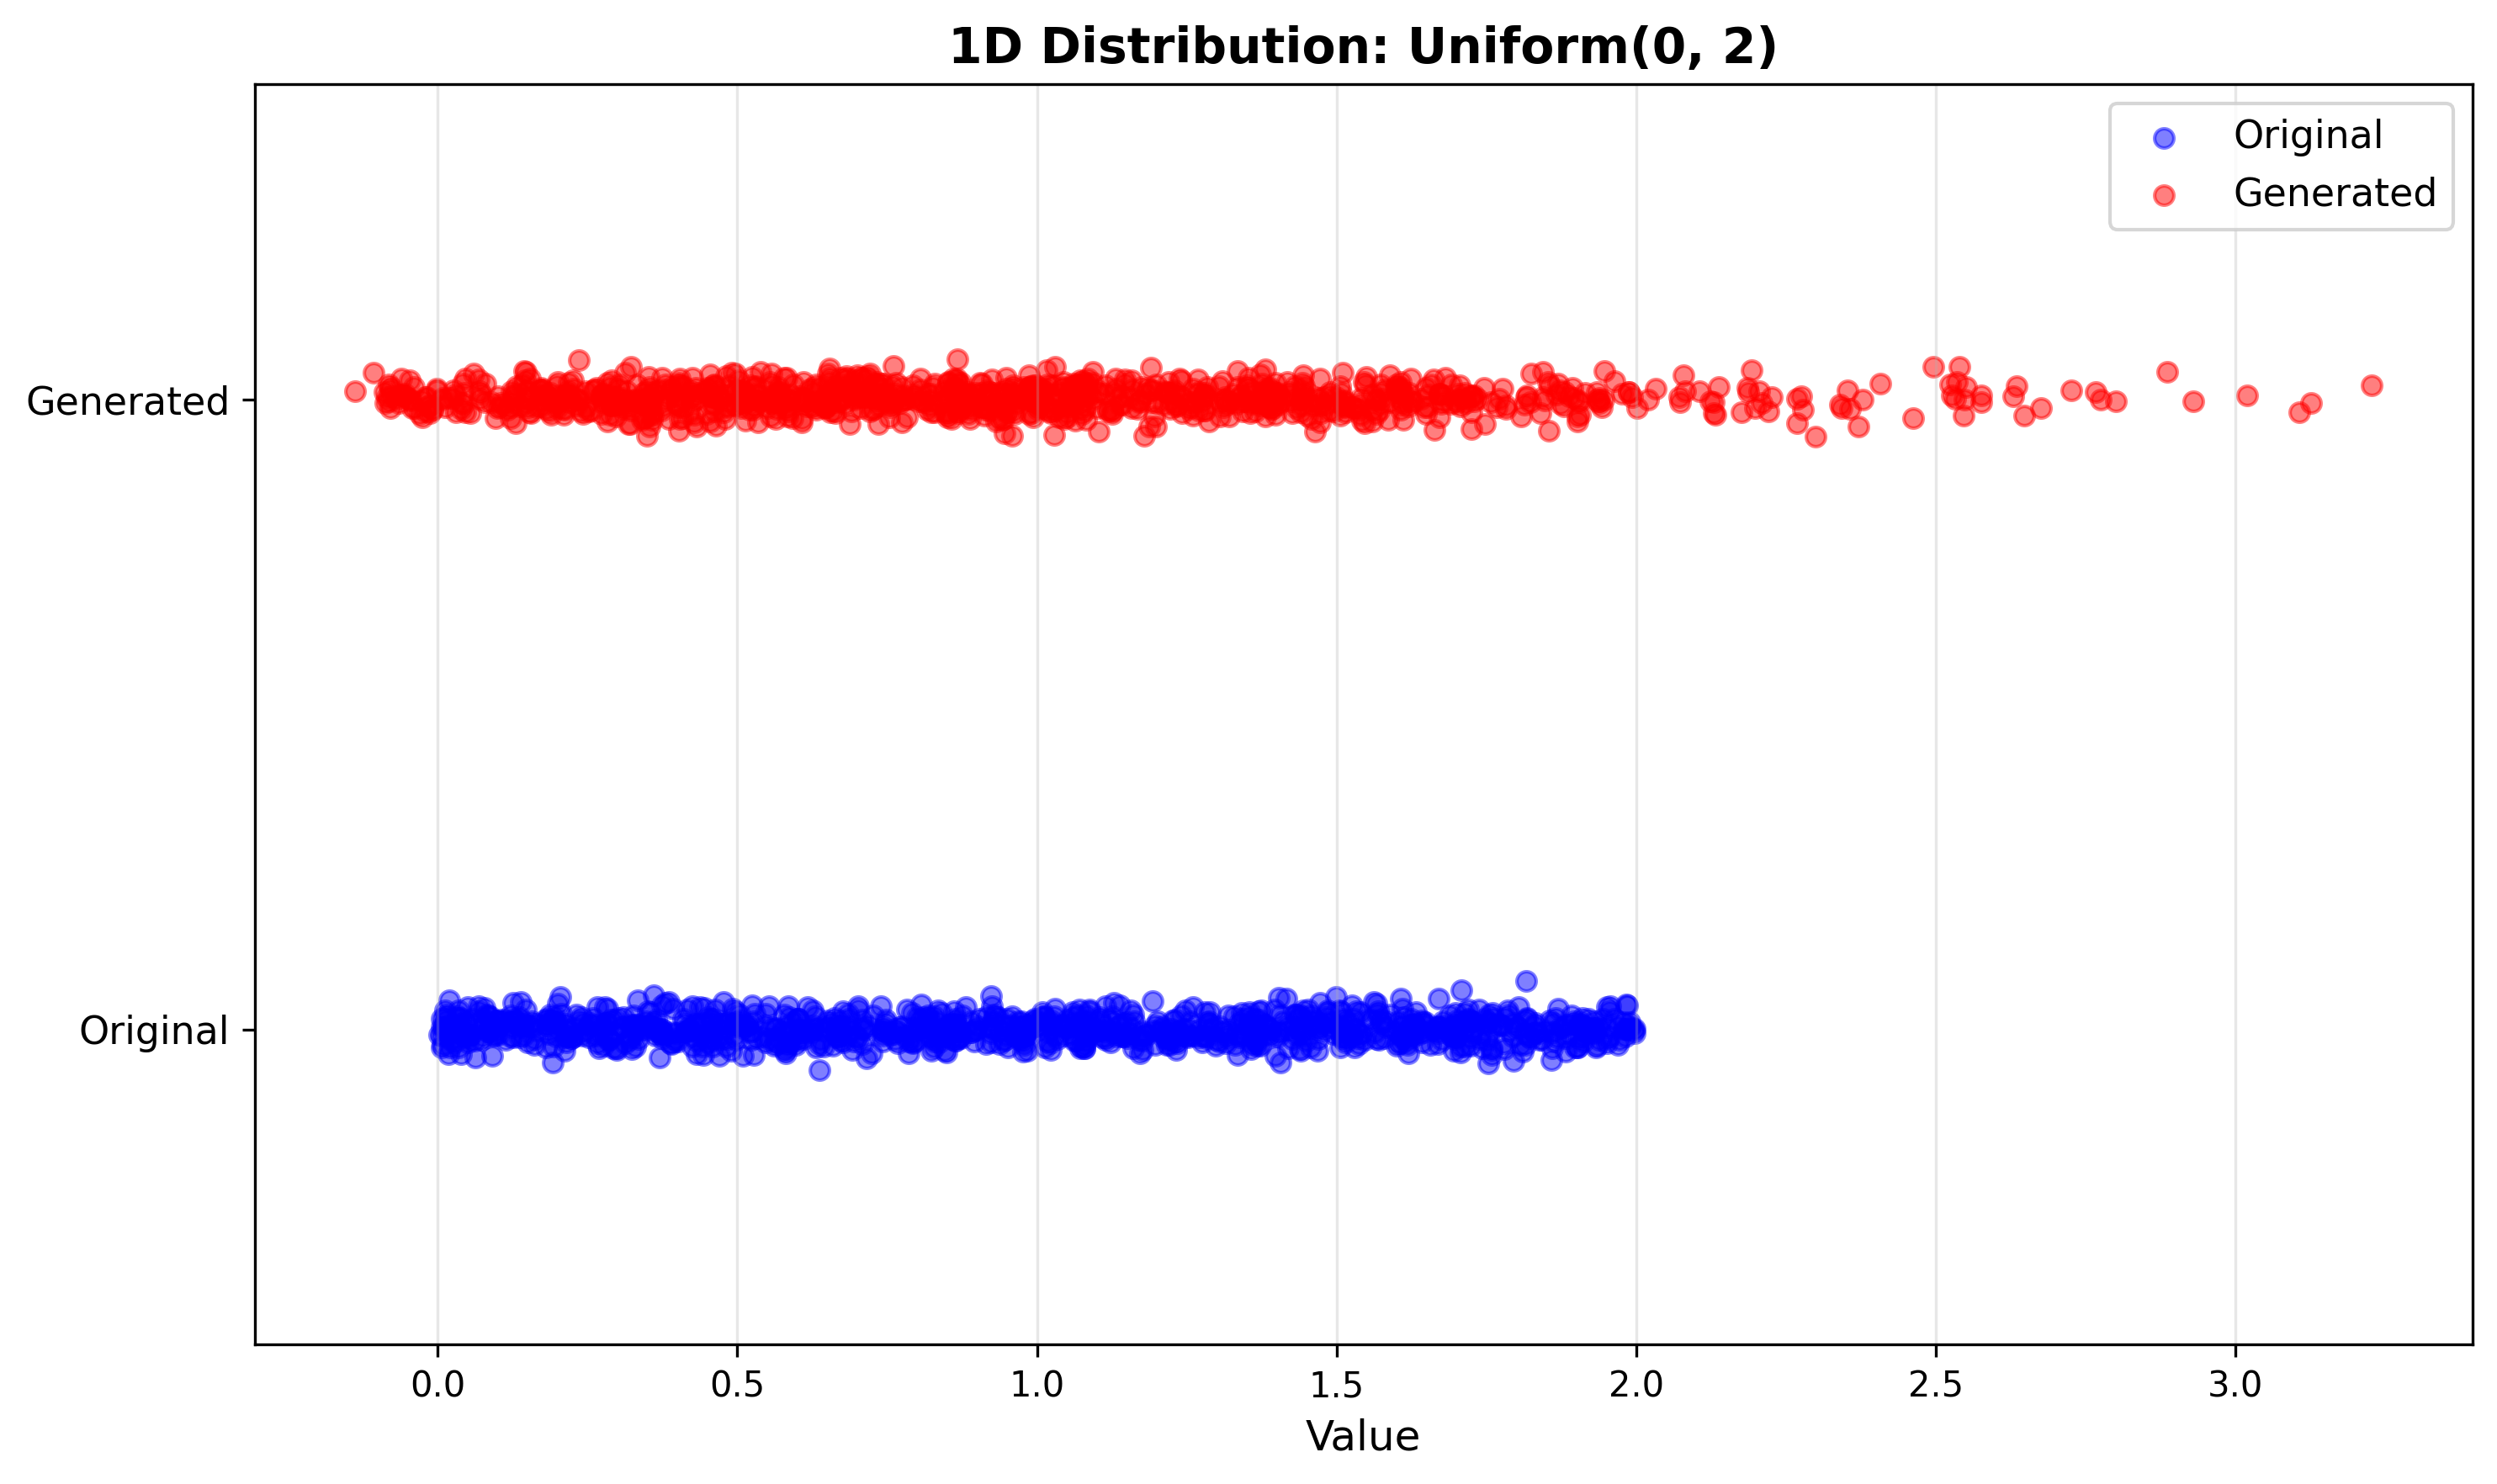 1D Distribution: Uniform(0, 2)
Original
Generated
Generated
Original
0.0 0.5 1.0 1.5 2.0 2.5 3.0
Value